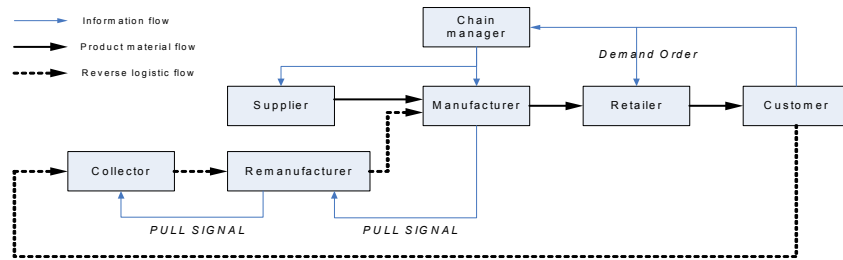 Information flow
Product material flow
Reverse logistic flow
Chain
manager
Demand Order
Supplier
Manufacturer
Retailer
Customer
Collector
Remanufacturer
PULL SIGNAL
PULL SIGNAL